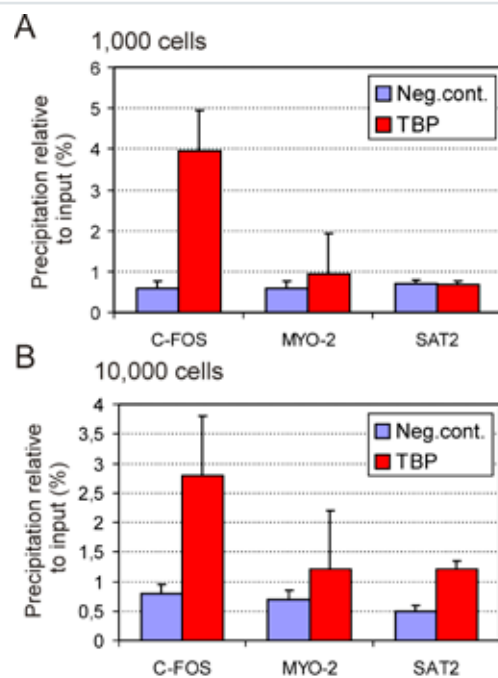 A
1,000 cells
Precipitation relative
to input (%)
6
5
4
3
2
1
0
Neg.cont.
TBP
C-FOS MYO-2 SAT2
B
10,000 cells
Precipitation relative
to input (%)
4
3,5
3
2,5
2
1,5
1
0,5
0
Neg.cont.
TBP
C-FOS MYO-2 SAT2